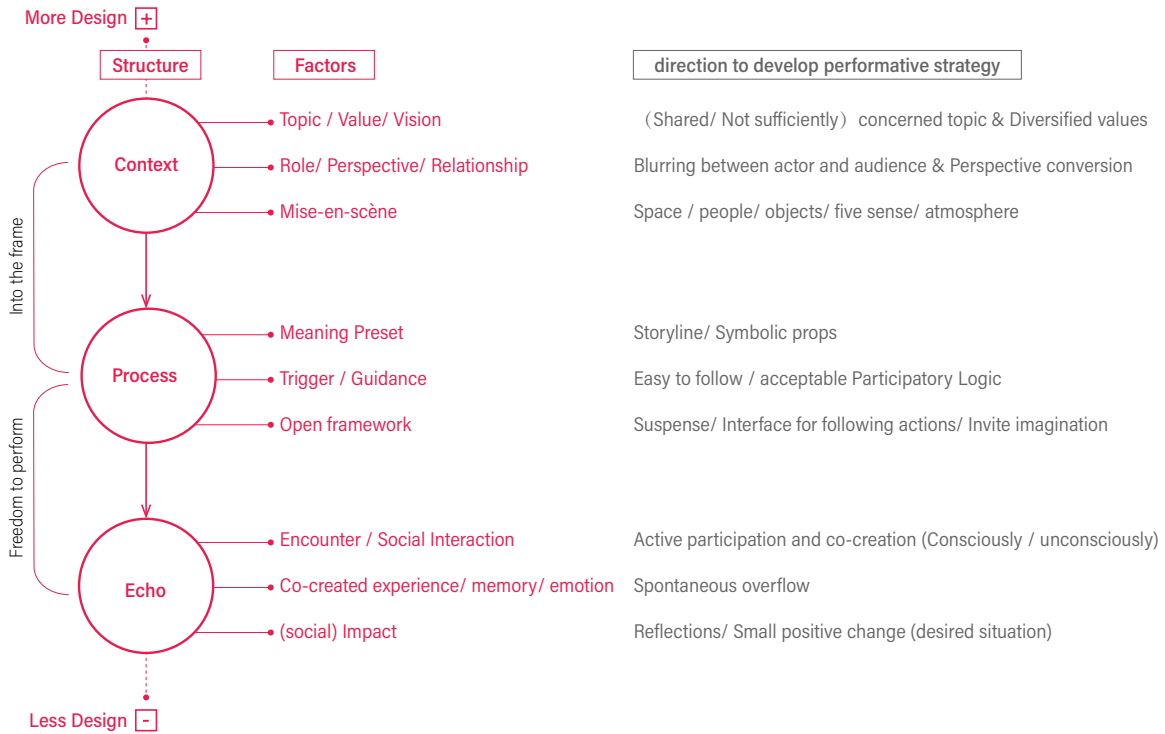 More Design +
Structure
Factors
direction to develop performative strategy
Context
Topic / Value/ Vision
（Shared/ Not sufficiently）concerned topic & Diversified values
Role/ Perspective/ Relationship
Blurring between actor and audience & Perspective conversion
Mise-en-scène
Space / people/ objects/ five sense/ atmosphere
Into the frame
Process
Meaning Preset
Storyline/ Symbolic props
Trigger / Guidance
Easy to follow / acceptable Participatory Logic
Open framework
Suspense/ Interface for following actions/ Invite imagination
Freedom to perform
Echo
Encounter / Social Interaction
Active participation and co-creation (Consciously / unconsciously)
Co-created experience/ memory/ emotion
Spontaneous overflow
(social) Impact
Reflections/ Small positive change (desired situation)
Less Design -